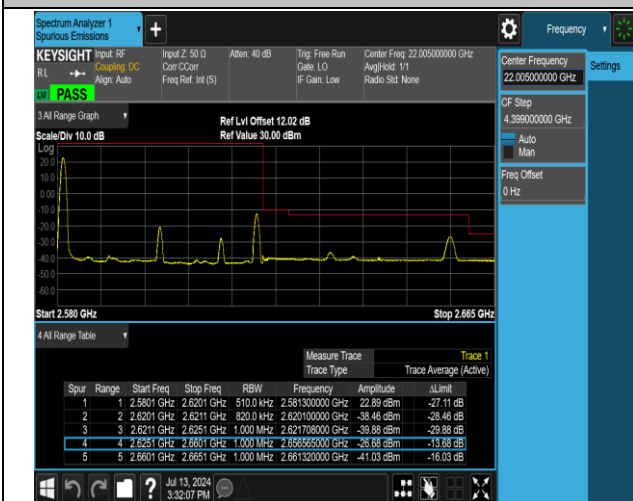 Spectrum Analyzer 1
Spurious Emissions
Frequency
KEYSIGHT Input: RF Input Z: 50 Ω Atten: 40 dB Trig: Free Run Center Freq: 22.005000000 GHz
RL Coupling: DC Corr CCorr Gate: LO Avg|Hold: 1/1
Align: Auto Freq Ref: Int (S) IF Gain: Low Radio Std: None
PASS
Center Frequency
22.005000000 GHz
Settings
CF Step
4.399000000 GHz
Auto
Man
Freq Offset
0 Hz
3 All Range Graph
Ref Lvl Offset 12.02 dB
Scale/Div 10.0 dB Ref Value 30.00 dBm
Log
20.0
10.0
0.00
-10.0
-20.0
-30.0
-40.0
-50.0
-60.0
Start 2.580 GHz Stop 2.665 GHz
4 All Range Table
Measure Trace Trace 1
Trace Type Trace Average (Active)
Spur Range Start Freq Stop Freq RBW Frequency Amplitude ΔLimit
1 1 2.5801 GHz 2.6201 GHz 510.0 kHz 2.581300000 GHz 22.89 dBm -27.11 dB
2 2 2.6201 GHz 2.6211 GHz 820.0 kHz 2.620100000 GHz -38.46 dBm -28.46 dB
3 3 2.6211 GHz 2.6251 GHz 1.000 MHz 2.621708000 GHz -39.88 dBm -29.88 dB
4 4 2.6251 GHz 2.6601 GHz 1.000 MHz 2.656565000 GHz -26.68 dBm -13.68 dB
5 5 2.6601 GHz 2.6651 GHz 1.000 MHz 2.661320000 GHz -41.03 dBm -16.03 dB
Jul 13, 2024
3:32:07 PM